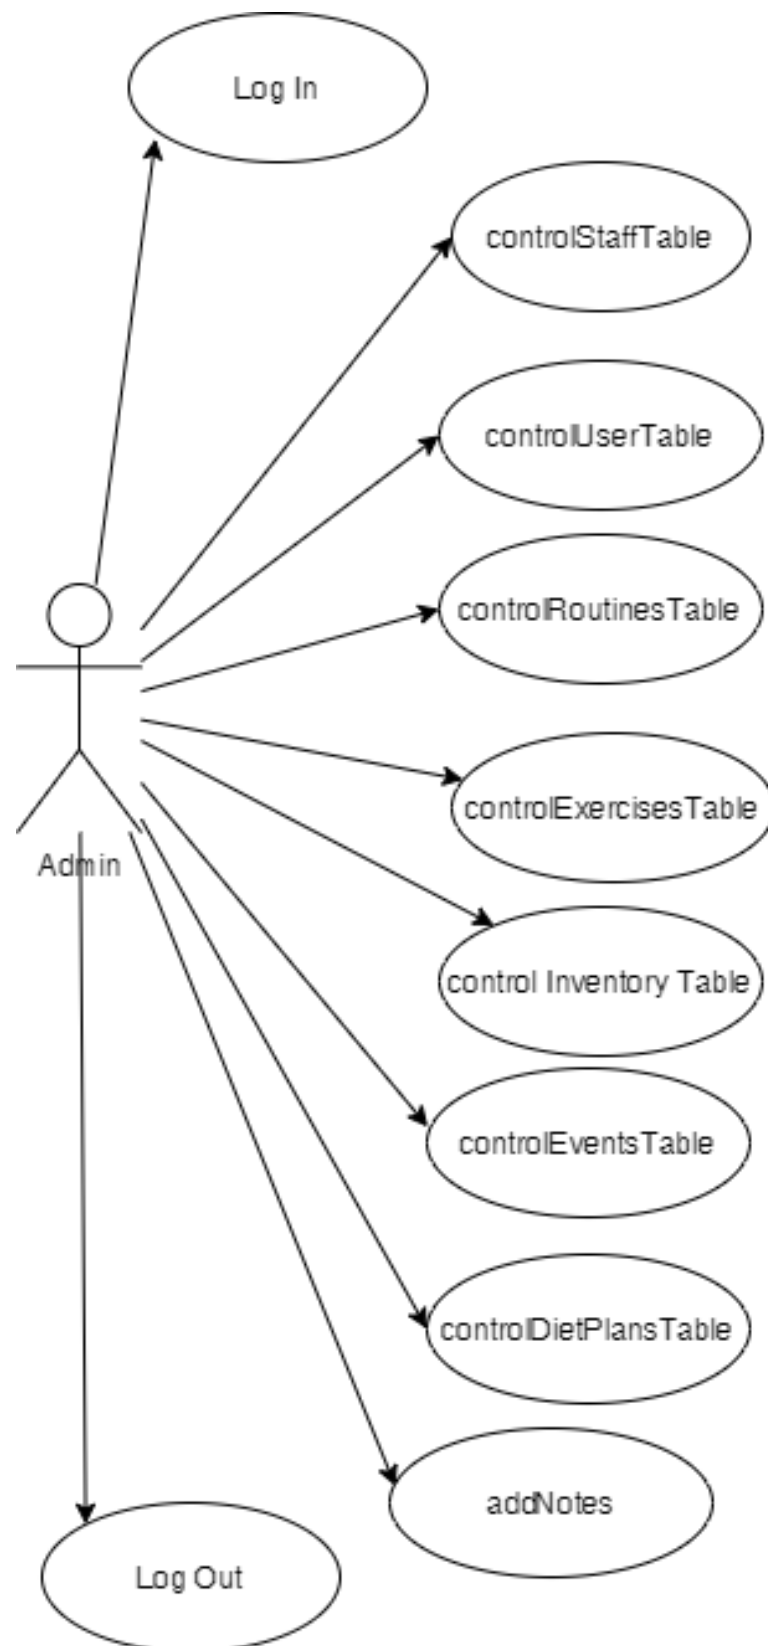 Log In
controlStaffTable
controlUserTable
controlRoutinesTable
controlExercisesTable
Admin
control Inventory Table
controlEventsTable
controlDietPlansTable
addNotes
Log Out